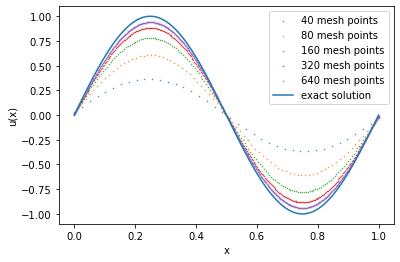 1.00
0.75
0.50
0.25
0.00
−0.25
−0.50
−0.75
−1.00
u(x)
0.0
0.2
0.4
0.6
0.8
1.0
x
40 mesh points
80 mesh points
160 mesh points
320 mesh points
640 mesh points
exact solution